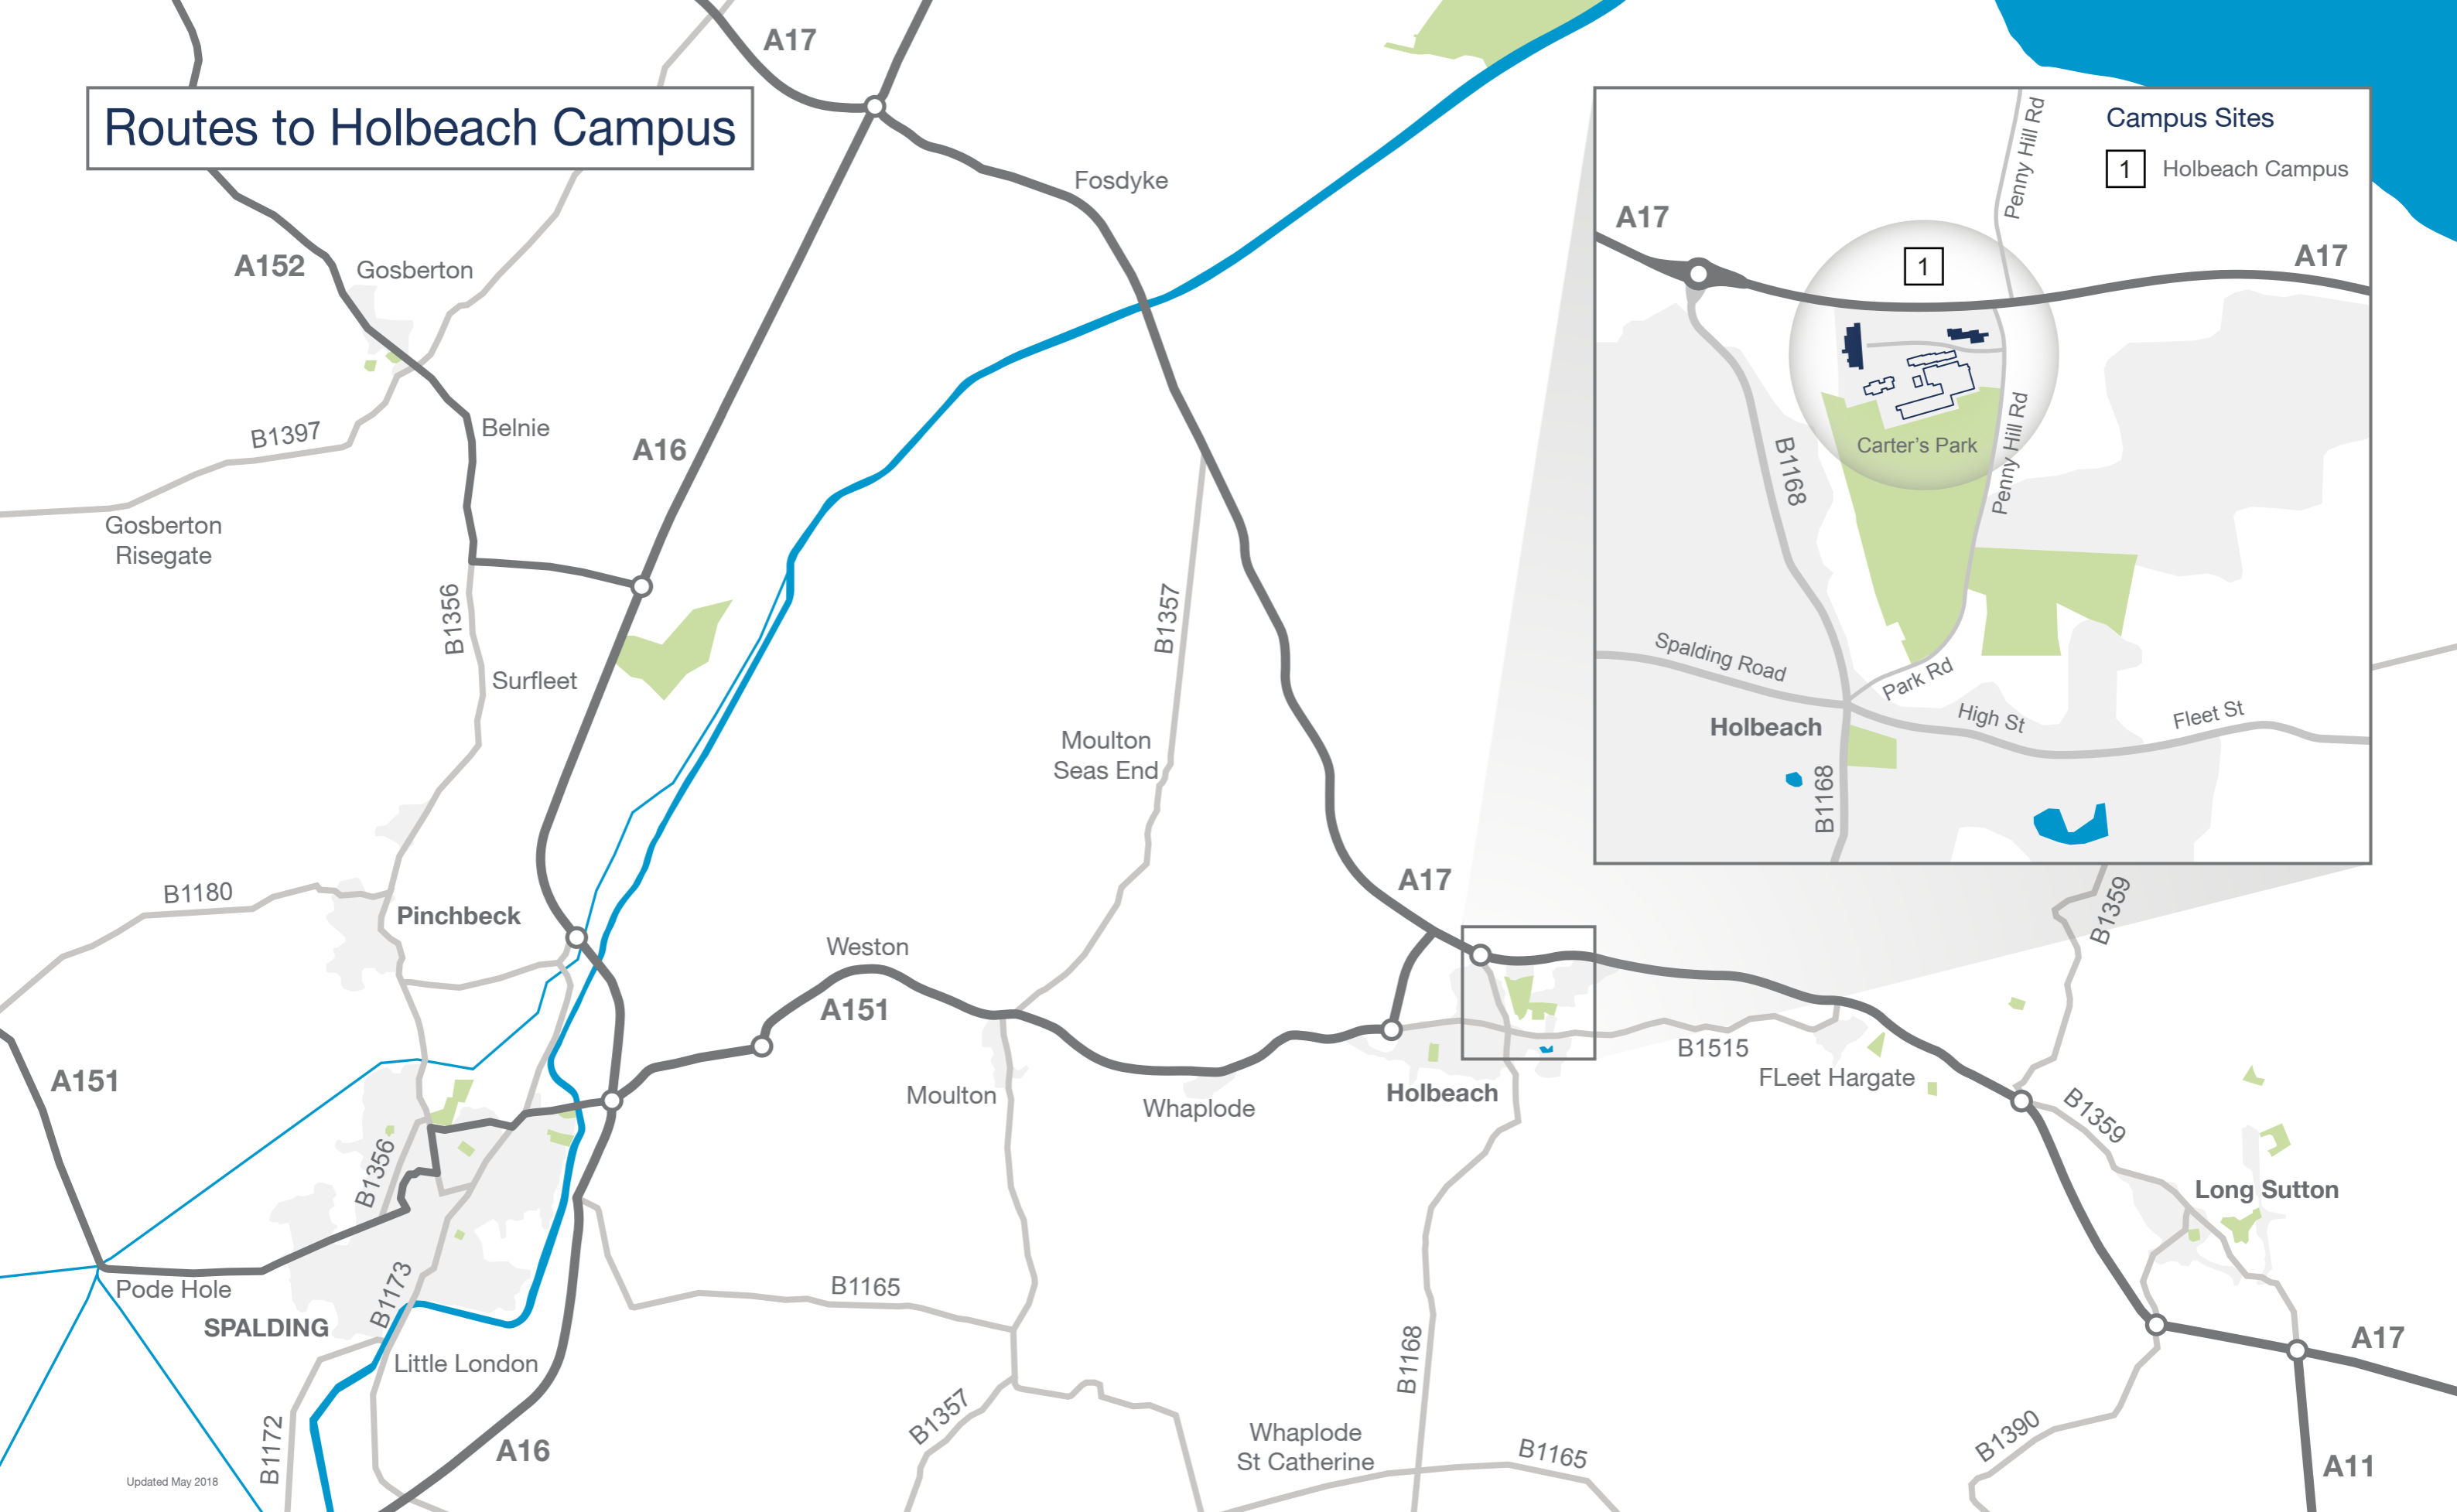 Routes to Holbeach Campus
A17
Fosdyke
A152
Gosberton
B1397
Belnie
A16
Gosberton
Risegate
B1356
Surfleet
B1357
Moulton
Seas End
B1180
Pinchbeck
Weston
A151
A17
A151
Moulton
Whaplode
Holbeach
B1515
FLeet Hargate
B1359
B1359
Long Sutton
B1356
Pode Hole
SPALDING
B1173
Little London
B1165
B1172
A16
B1357
B1168
Whaplode
St Catherine
B1165
B1390
A17
A11
Updated May 2018
Campus Sites
1 Holbeach Campus
Penny Hill Rd
A17
1
A17
Carter's Park
Penny Hill Rd
B1168
Spalding Road
Park Rd
Holbeach
High St
Fleet St
B1168